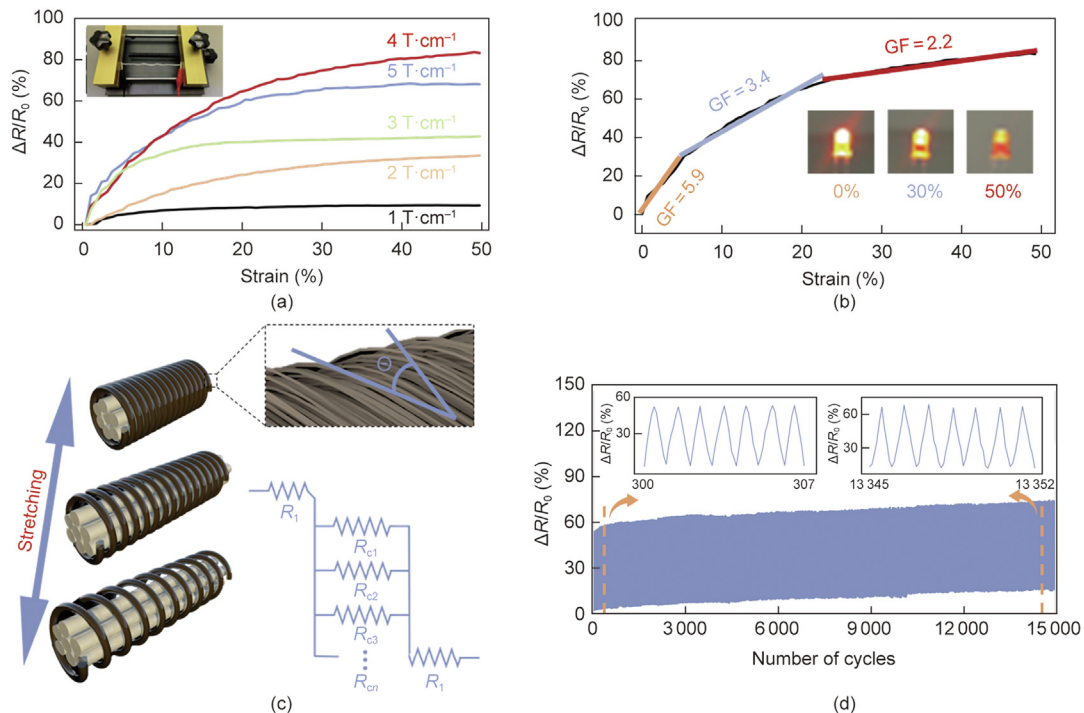 100
80
60
40
20
0
ΔR/R0 (%)
4 T·cm−1
5 T·cm−1
3 T·cm−1
2 T·cm−1
1 T·cm−1
0 10 20 30 40 50
Strain (%)
(a)
100
80
60
40
20
0
ΔR/R0 (%)
GF = 5.9
GF = 3.4
GF = 2.2
0% 30% 50%
0 10 20 30 40 50
Strain (%)
(b)
Stretching
Θ
R1
Rc1
Rc2
Rc3
Rcn
R1
(c)
150
120
90
60
30
0
ΔR/R0 (%)
60
30
ΔR/R0 (%)
300 307
60
30
ΔR/R0 (%)
13 345 13 352
0 3 000 6 000 9 000 12 000 15 000
Number of cycles
(d)